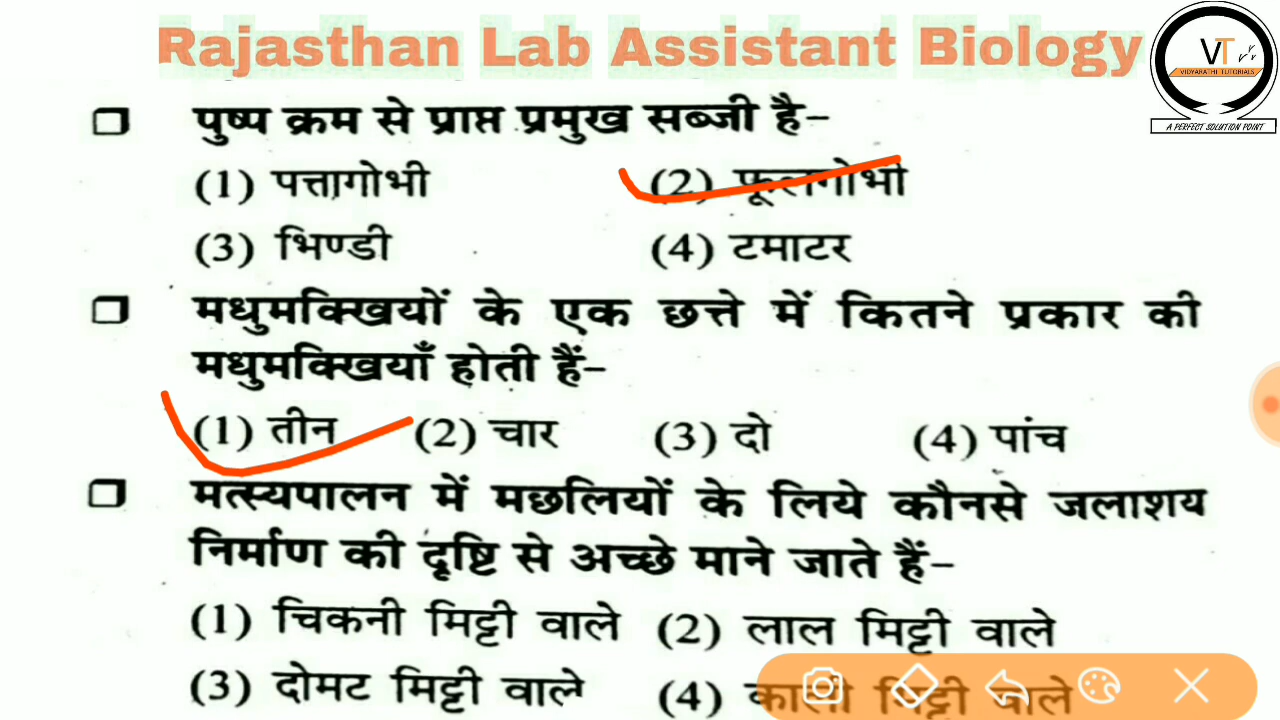 Rajasthan Lab Assistant Biology
VT
VIDYARATHI TUTORIALS
A PERFECT SOLUTION POINT
पुष्प क्रम से प्राप्त प्रमुख सब्जी है–
(1) पत्तागोभी (2) फूलगोभी
(3) भिण्डी (4) टमाटर
मधुमक्खियों के एक छत्ते में कितने प्रकार की
मधुमक्खियाँ होती हैं–
(1) तीन (2) चार (3) दो (4) पांच
मत्स्यपालन में मछलियों के लिये कौनसे जलाशय
निर्माण की दृष्टि से अच्छे माने जाते हैं–
(1) चिकनी मिट्टी वाले (2) लाल मिट्टी वाले
(3) दोमट मिट्टी वाले (4) काली मिट्टी वाले